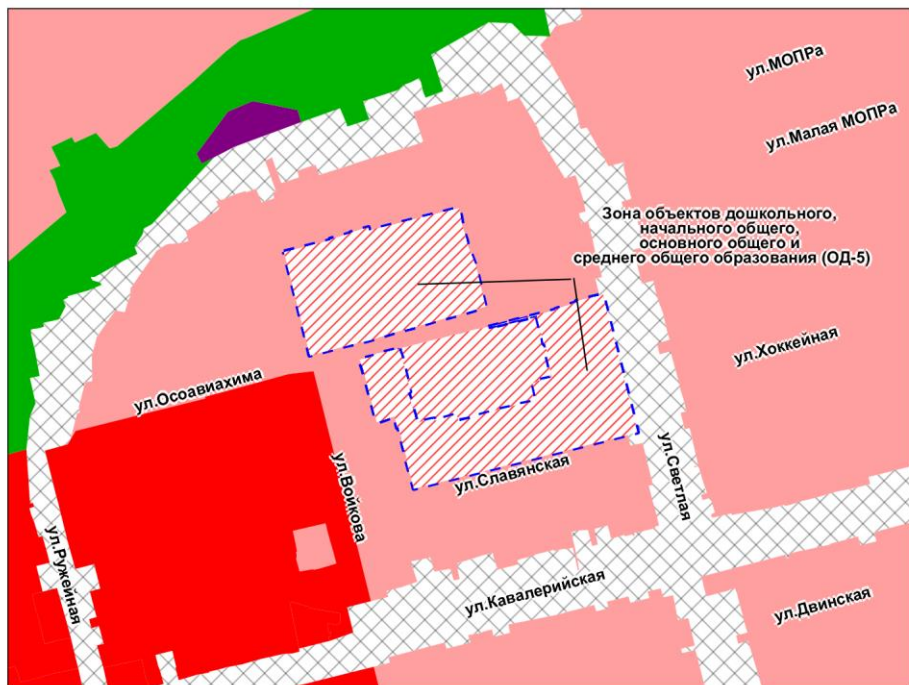 ул.МОПРа
ул.Малая МОПРа
Зона объектов дошкольного,
начального общего,
основного общего и
среднего общего образования (ОД-5)
ул.Хоккейная
ул.Осоавиахима
ул.Войкова
ул.Славянская
ул.Светлая
ул.Ружейная
ул.Кавалерийская
ул.Двинская